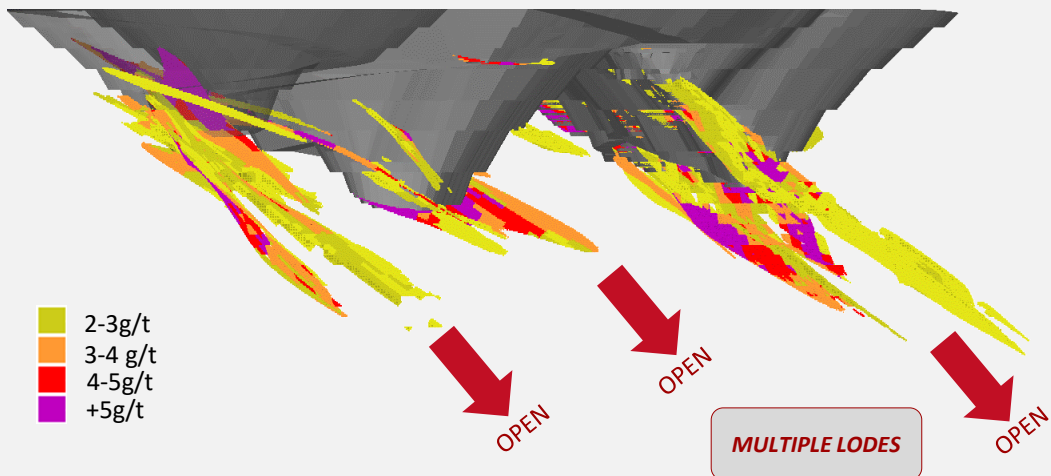 2-3g/t
3-4 g/t
4-5g/t
+5g/t
OPEN
OPEN
OPEN
MULTIPLE LODES